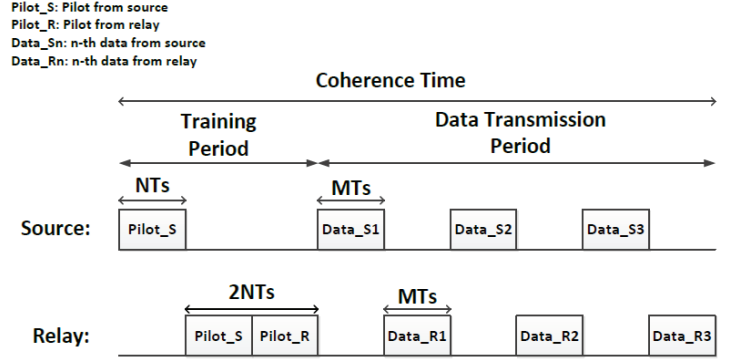 Pilot_S: Pilot from source
Pilot_R: Pilot from relay
Data_Sn: n-th data from source
Data_Rn: n-th data from relay
Coherence Time
Training
Period
Data Transmission
Period
NTs
MTs
Source:
Pilot_S
Data_S1
Data_S2
Data_S3
2NTs
MTs
Relay:
Pilot_S
Pilot_R
Data_R1
Data_R2
Data_R3